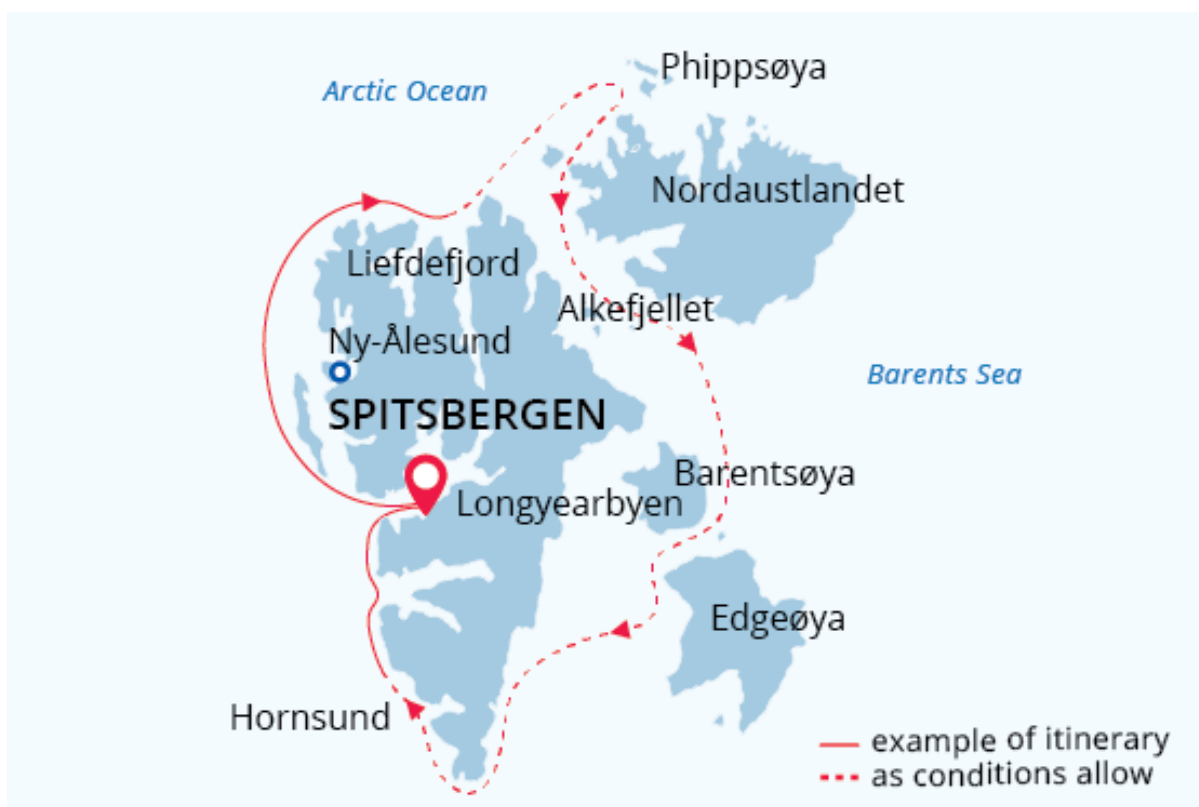 Phippsøya
Arctic Ocean
Nordaustlandet
Liefdefjord
Alkefjellet
Ny-Ålesund
Barents Sea
SPITSBERGEN
Barentsøya
Longyearbyen
Edgeøya
Hornsund
example of itinerary
as conditions allow